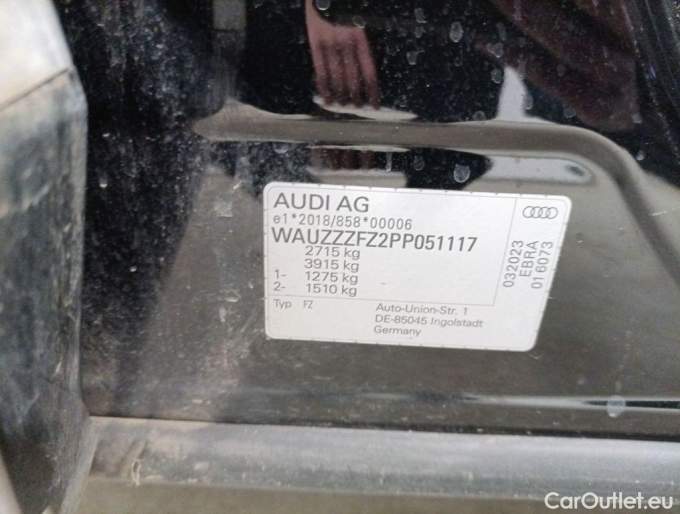 AUDI AG
e1*2018/858*00006
WAUZZZFZ2PP051117
2715 kg
3915 kg
1- 1275 kg
2- 1510 kg
Typ FZ
Auto-Union-Str. 1
DE-85045 Ingolstadt
Germany
032023
EBRA
016073
CarOutlet.eu